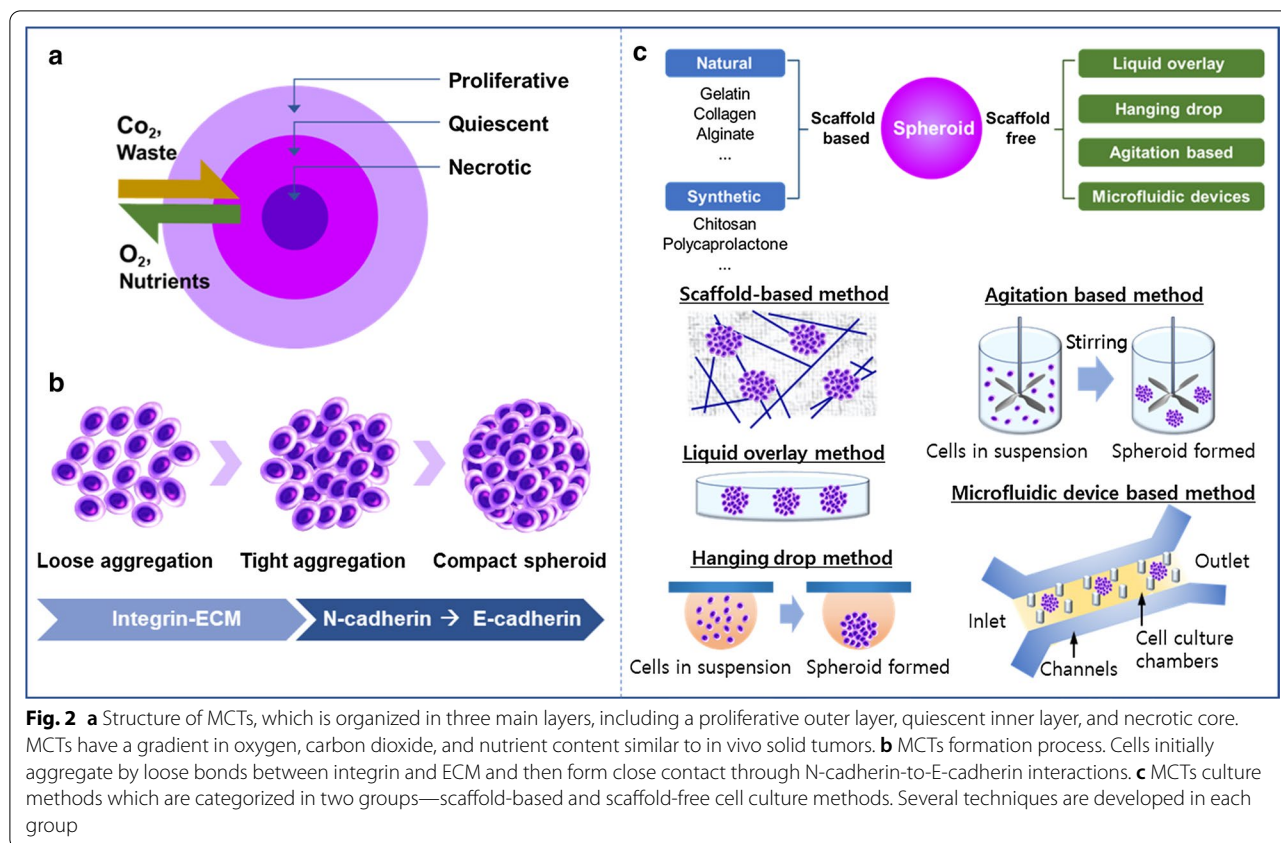 a
Proliferative
Quiescent
Necrotic
Co₂,
Waste
O₂,
Nutrients
b
Loose aggregation
Tight aggregation
Compact spheroid
Integrin-ECM
N-cadherin → E-cadherin
c
Natural
Gelatin
Collagen
Alginate
...
Synthetic
Chitosan
Polycaprolactone
...
Scaffold
based
Spheroid
Scaffold
free
Liquid overlay
Hanging drop
Agitation based
Microfluidic devices
Scaffold-based method
Liquid overlay method
Hanging drop method
Cells in suspension
Spheroid formed
Agitation based method
Stirring
Cells in suspension
Spheroid formed
Microfluidic device based method
Outlet
Inlet
Channels
Cell culture
chambers
Fig. 2 a Structure of MCTs, which is organized in three main layers, including a proliferative outer layer, quiescent inner layer, and necrotic core.
MCTs have a gradient in oxygen, carbon dioxide, and nutrient content similar to in vivo solid tumors. b MCTs formation process. Cells initially
aggregate by loose bonds between integrin and ECM and then form close contact through N-cadherin-to-E-cadherin interactions. c MCTs culture
methods which are categorized in two groups—scaffold-based and scaffold-free cell culture methods. Several techniques are developed in each
group